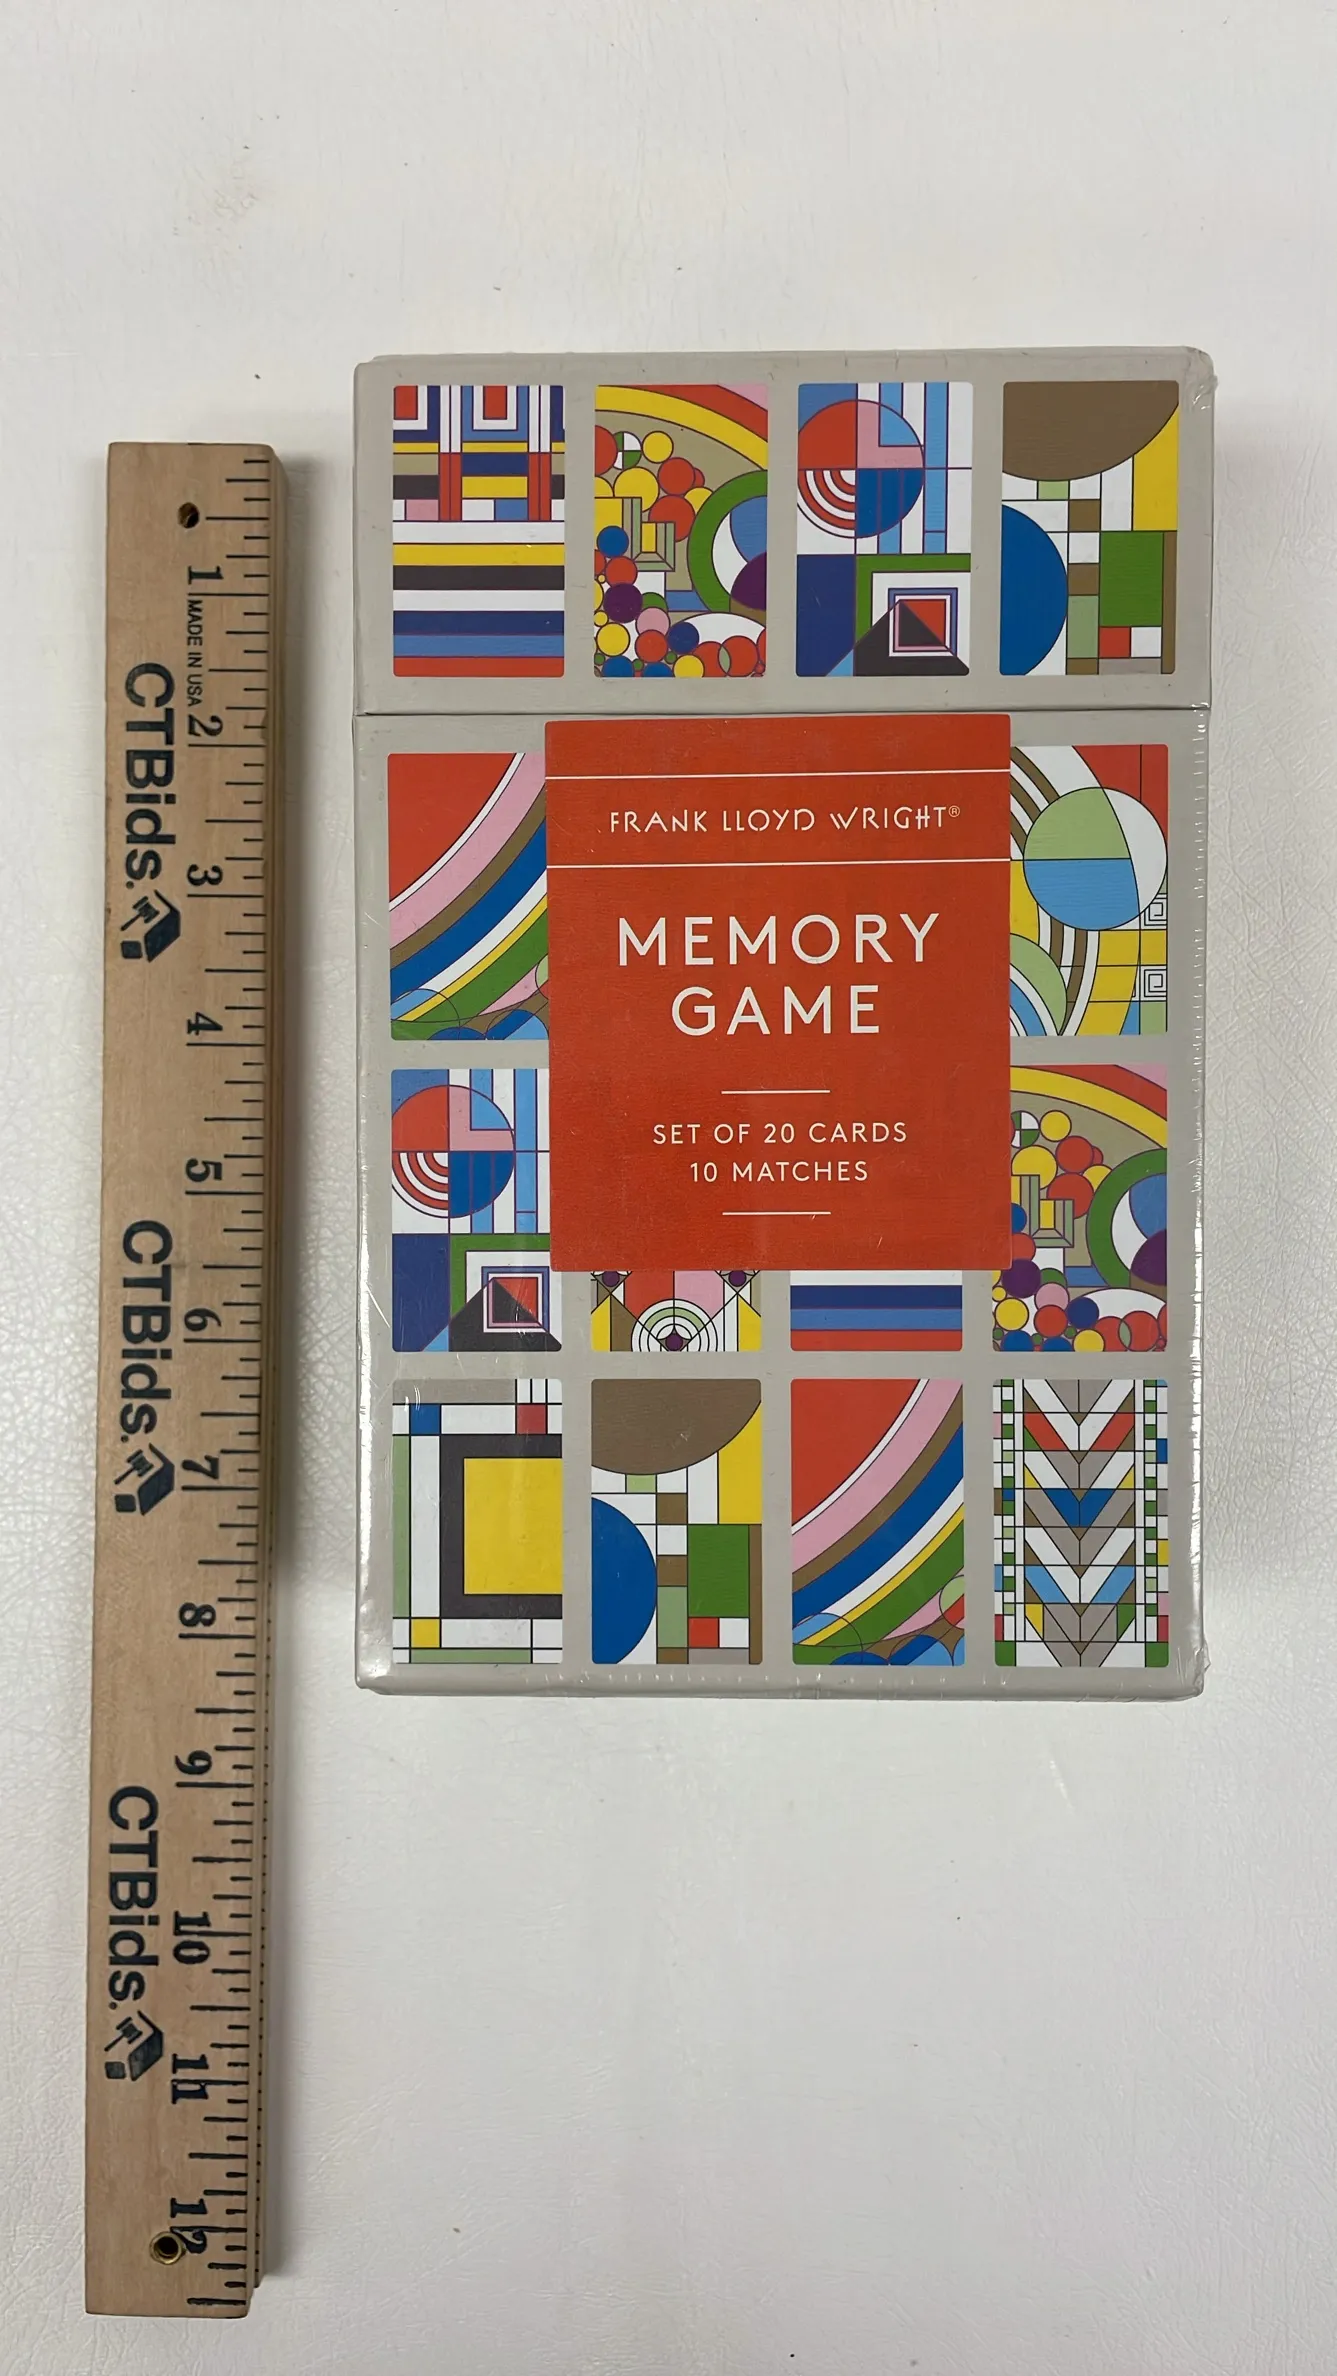 1
MADE IN USA
2
3
4
5
6
7
8
9
10
11
12
CTBids.
CTBids.
CTBids.
FRANK LLOYD WRIGHT®
MEMORY
GAME
SET OF 20 CARDS
10 MATCHES